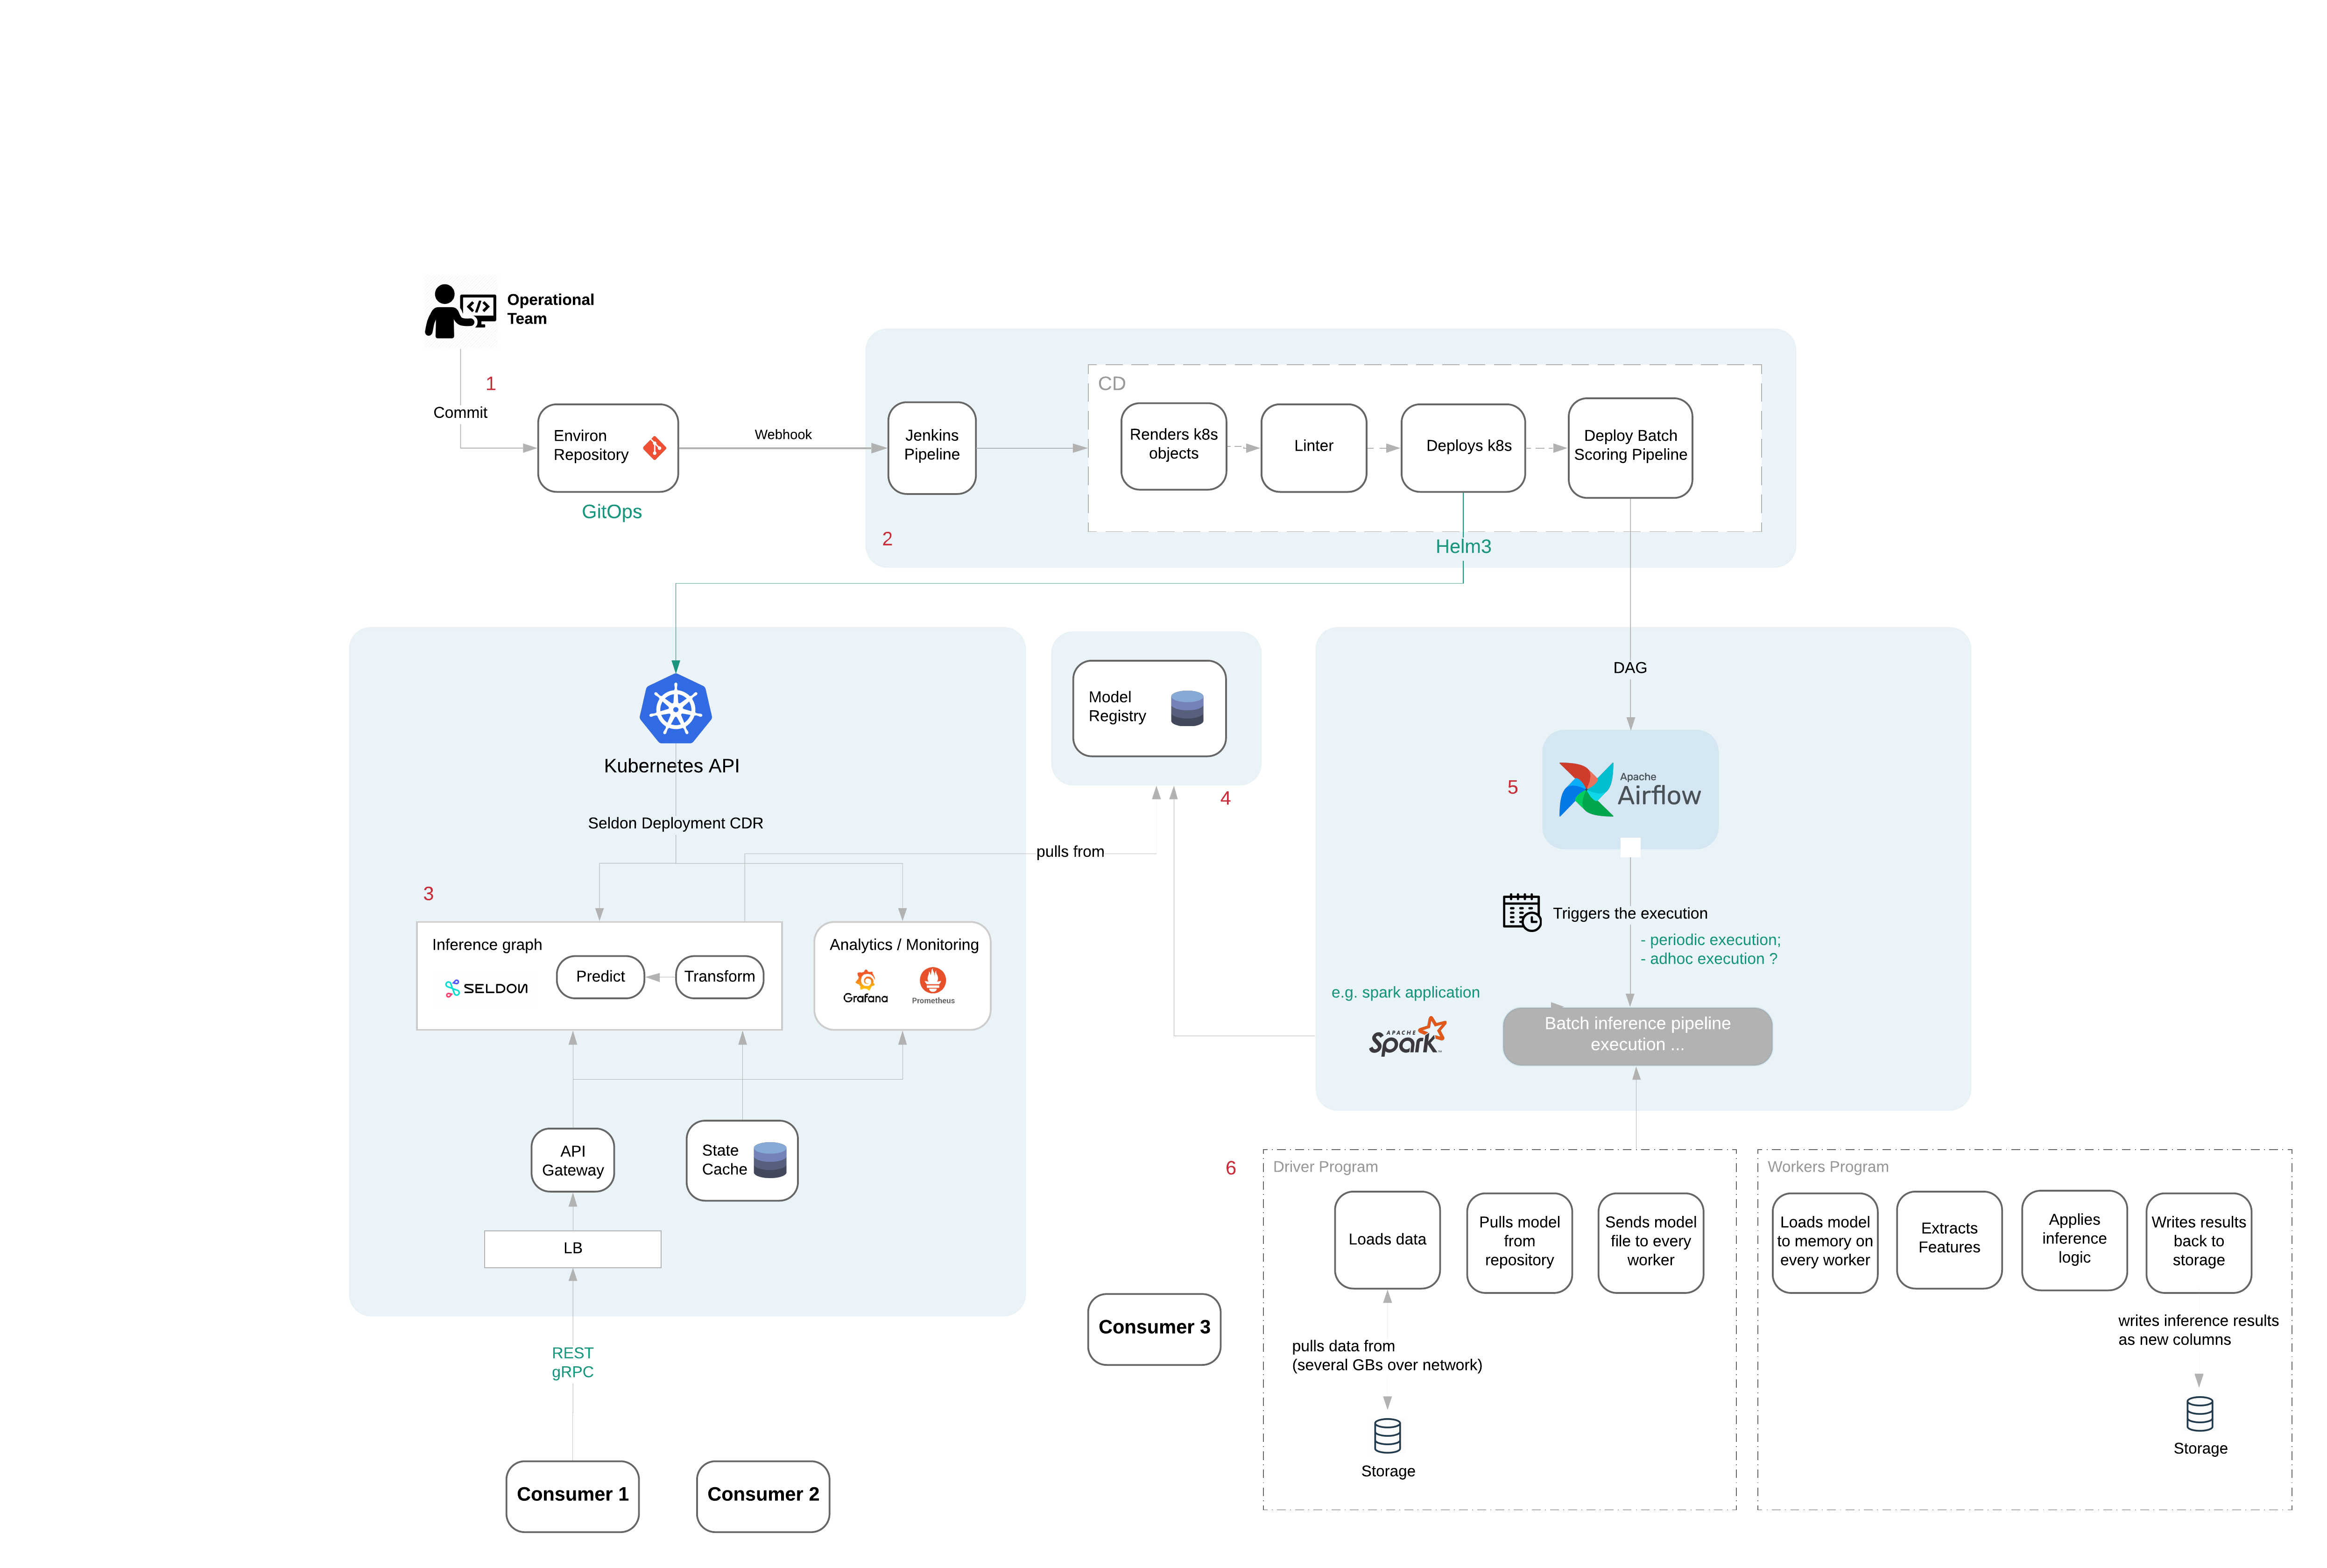 Operational
Team
1
Commit
Environ
Repository
GitOps
Webhook
Jenkins
Pipeline
2
CD
Renders k8s
objects
Linter
Deploys k8s
Deploy Batch
Scoring Pipeline
Helm3
Kubernetes API
Seldon Deployment CDR
3
Inference graph
SELDON
Predict
Transform
Analytics / Monitoring
Grafana
Prometheus
API
Gateway
State
Cache
LB
REST
gRPC
Consumer 1
Consumer 2
Model
Registry
4
pulls from
DAG
5
Apache
Airflow
Triggers the execution
- periodic execution;
- adhoc execution ?
e.g. spark application
APACHE
Spark
Batch inference pipeline
execution ...
6
Driver Program
Loads data
Pulls model
from
repository
Sends model
file to every
worker
pulls data from
(several GBs over network)
Storage
Consumer 3
Workers Program
Loads model
to memory on
every worker
Extracts
Features
Applies
inference
logic
Writes results
back to
storage
writes inference results
as new columns
Storage